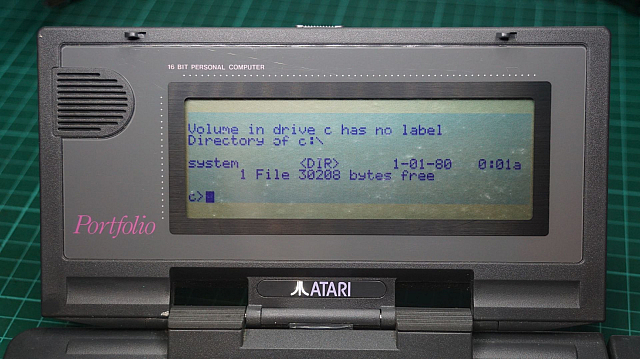 16 BIT PERSONAL COMPUTER
Volume in drive c has no label
Directory of c:\
system <DIR> 1-01-80 0:01a
1 File 30208 bytes free
c>
Portfolio
ATARI